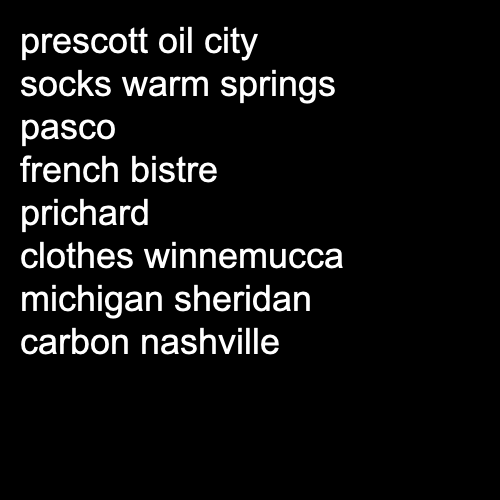 prescott oil city
socks warm springs
pasco
french bistre
prichard
clothes winnemucca
michigan sheridan
carbon nashville